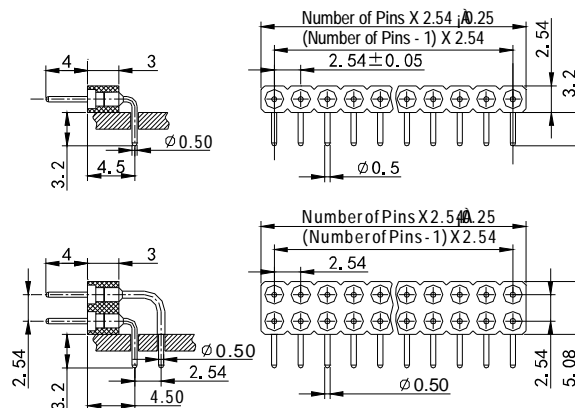 Number of Pins X 2.54 ¡À0.25
(Number of Pins - 1) X 2.54
2.54±0.05
4
3
2.54
3.2
3.2
4.5
Ø0.50
Ø0.5
Number of Pins X 2.54¡À0.25
(Number of Pins - 1) X 2.54
2.54
4
3
2.54
3.2
Ø0.50
2.54
4.50
Ø0.50
2.54
5.08